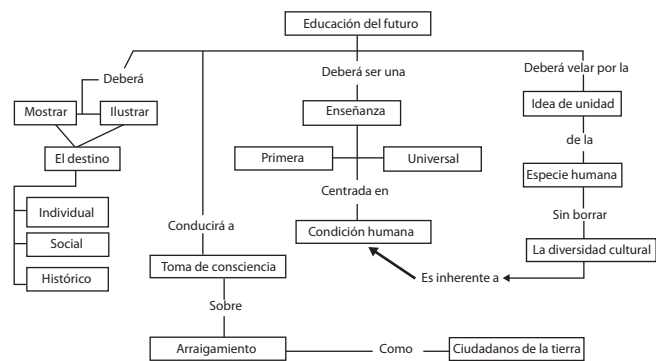 Educación del futuro
Deberá
Deberá ser una
Deberá velar por la
Mostrar
Ilustrar
Enseñanza
Idea de unidad
El destino
Primera
Universal
de la
Especie humana
Individual
Centrada en
Conducirá a
Condición humana
Sin borrar
Social
La diversidad cultural
Histórico
Toma de consciencia
Es inherente a
Sobre
Arraigamiento
Como
Ciudadanos de la tierra